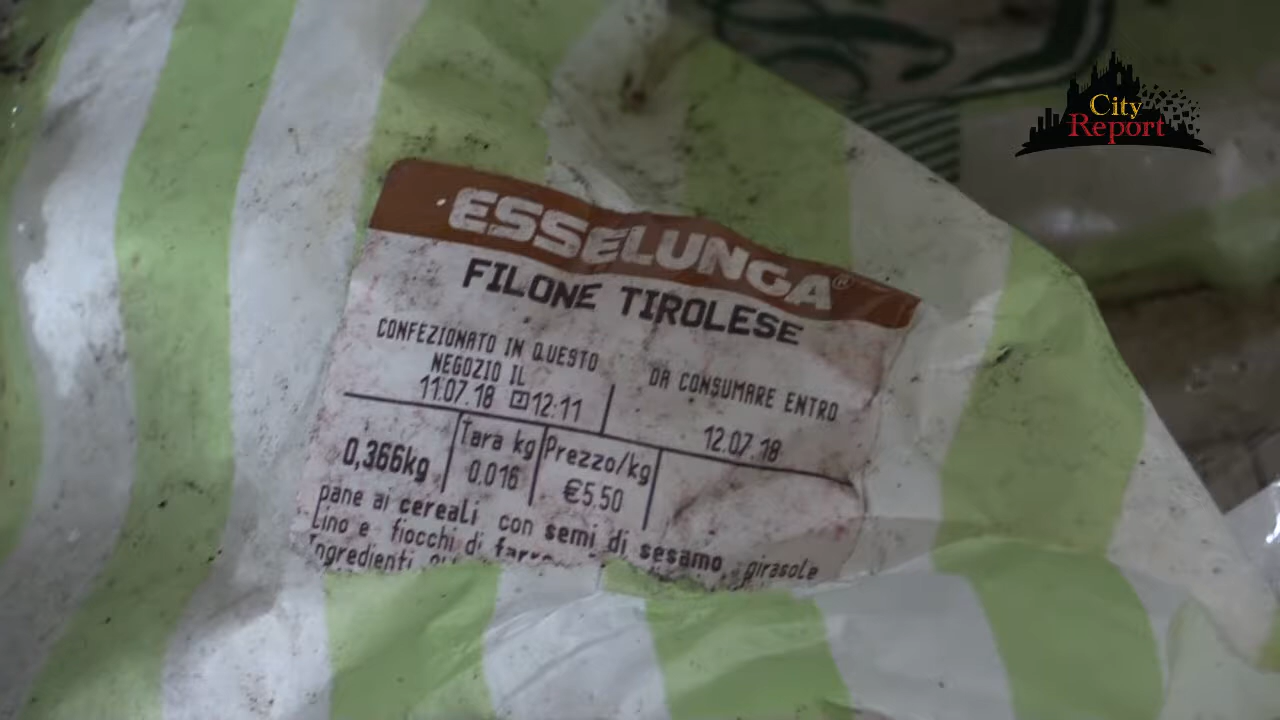 City
Report
ESSELUNGA®
FILONE TIROLESE
CONFEZIONATO IN QUESTO
NEGOZIO IL
11.07.18 12:11
DA CONSUMARE ENTRO
12.07.18
0,366kg
Tara kg
0.016
Prezzo/kg
€5.50
pane ai cereali con semi di sesamo girasole
Lino e fiocchi di farro
Ingredienti